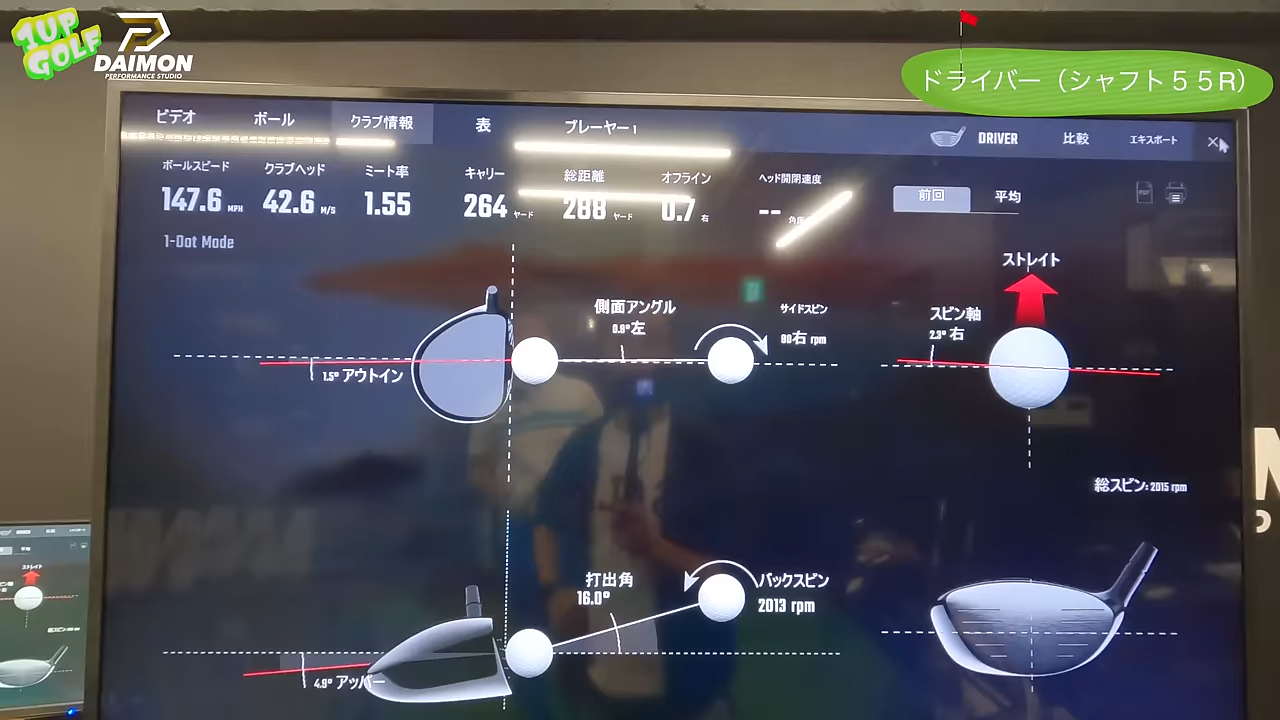 1UP
GOLF
DAIMON
PERFORMANCE STUDIO
ドライバー（シャフト５５R）
ビデオ ボール クラブ情報 表 プレーヤー1 DRIVER 比較 エキスポート
ボールスピード クラブヘッド ミート率 キャリー 総距離 オフライン ヘッド開閉速度
147.6 MPH 42.6 M/S 1.55 264 ヤード 288 ヤード 0.7 右 --
前回 平均
1-Dot Mode
ストレイト
側面アングル
0.8°左
サイドスピン
80右 rpm
スピン軸
2.3° 右
1.5° アウトイン
総スピン: 2015 rpm
打出角
16.0°
バックスピン
2013 rpm
4.9° アッパー